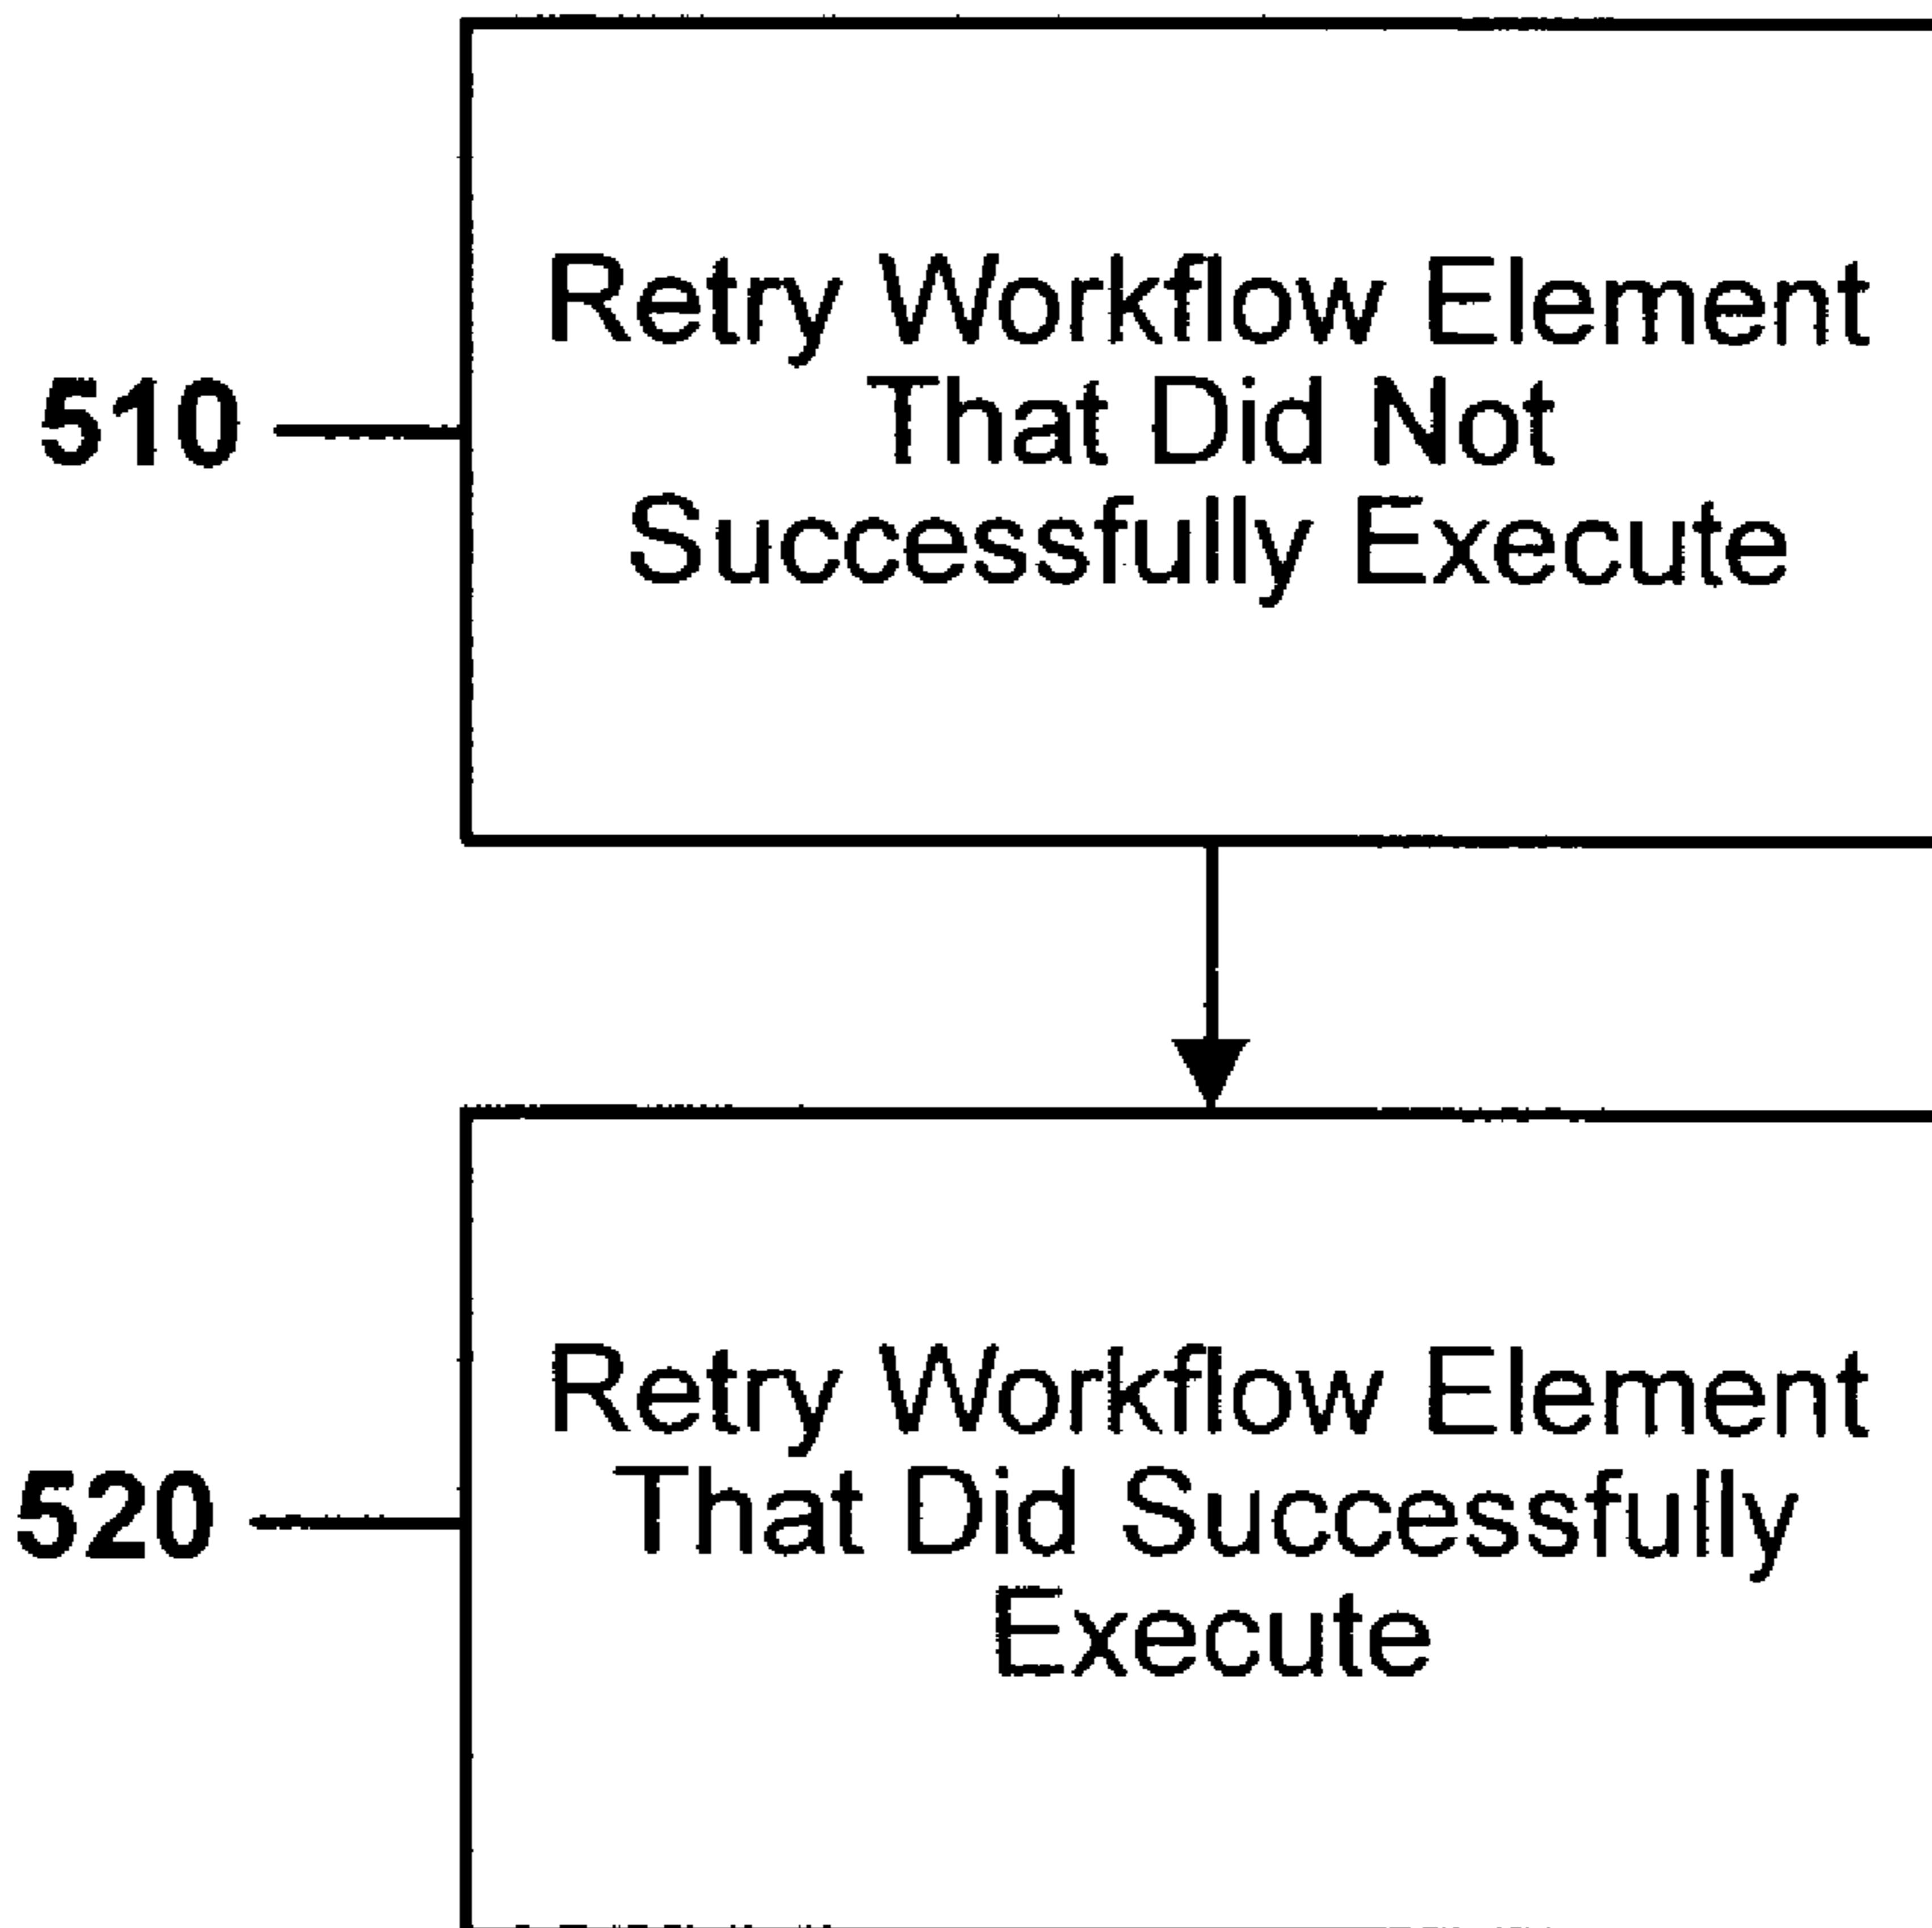 Retry Workflow Element
That Did Not
510
Successfully Execute
Retry Workflow Element
That Did Successfully
520
Execute